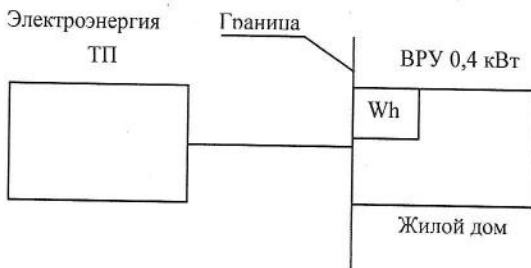 Электроэнергия
ТП
Граница
ВРУ 0,4 кВт
Wh
Жилой дом